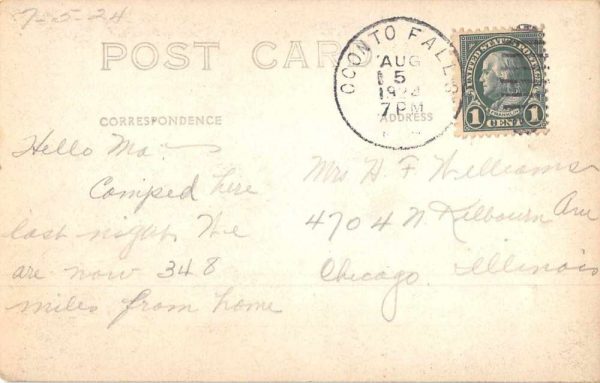 7-5-24
POST CARD
OCONTO FALLS
AUG
5
7 PM
UNITED STATES POSTAGE
FRANKLIN
1 CENT 1
CORRESPONDENCE
ADDRESS
Hello Ma.
Camped here
last night. We
are now 348
miles from home
Mrs H F Williams
4704 N Kilbourn Ave
Chicago. Illinois